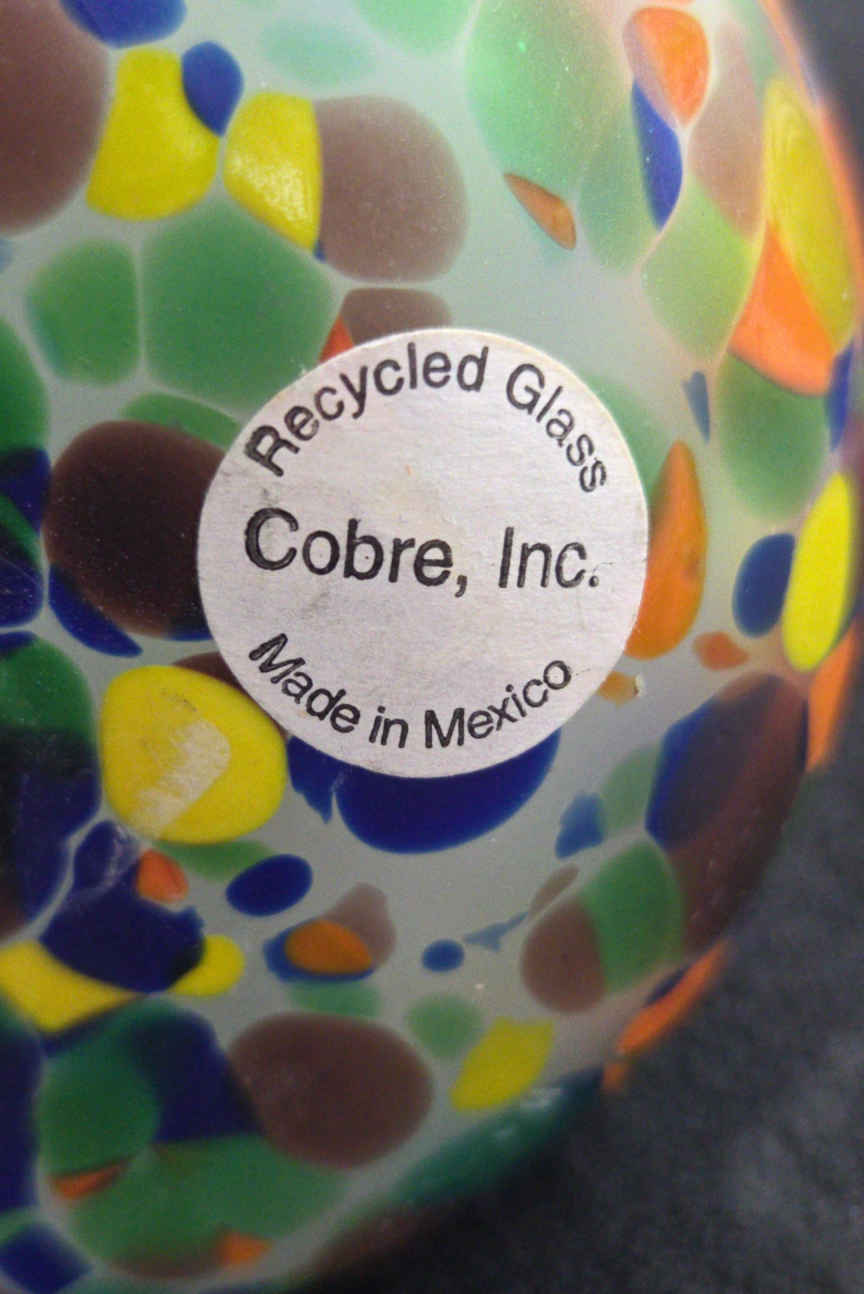 Recycled Glass
Cobre, Inc.
Made in Mexico